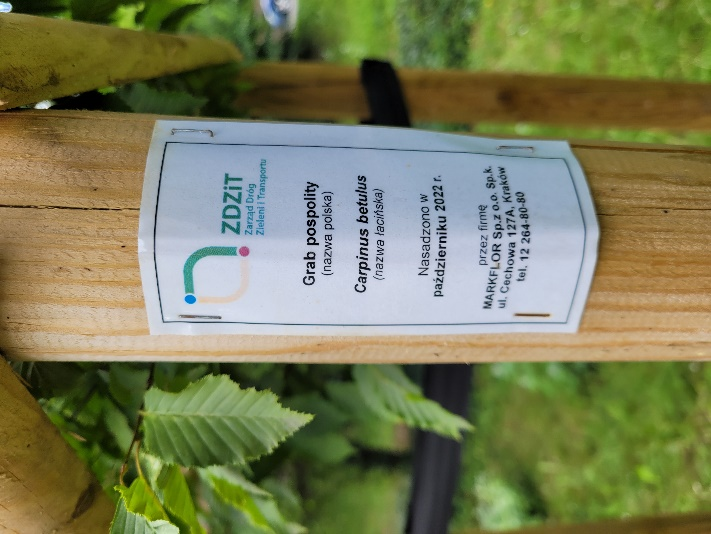 ZDZiT
Zarząd Dróg
Zieleni i Transportu
Grab pospolity
(nazwa polska)
Carpinus betulus
(nazwa łacińska)
Nasadzono w
październiku 2022 r.
przez firmę
MARKFLOR Sp.z o.o. Sp.k.
ul. Cechowa 127A, Kraków
tel. 12 264-80-80